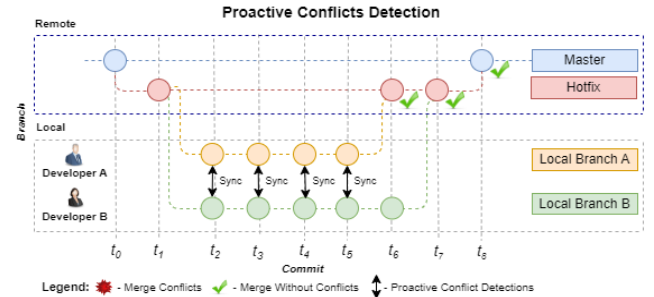 Proactive Conflicts Detection
Remote
Master
Hotfix
Branch
Local
Developer A
Local Branch A
Sync Sync Sync Sync
Developer B
Local Branch B
t0 t1 t2 t3 t4 t5 t6 t7 t8
Commit
Legend: - Merge Conflicts - Merge Without Conflicts - Proactive Conflict Detections